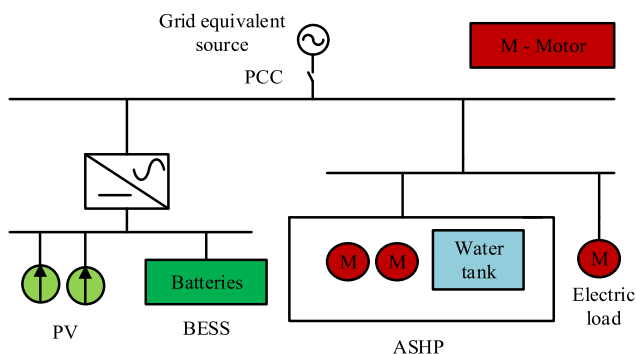 Grid equivalent
source
M - Motor
PCC
M
M
Water
tank
M
Batteries
Electric
load
PV
BESS
ASHP